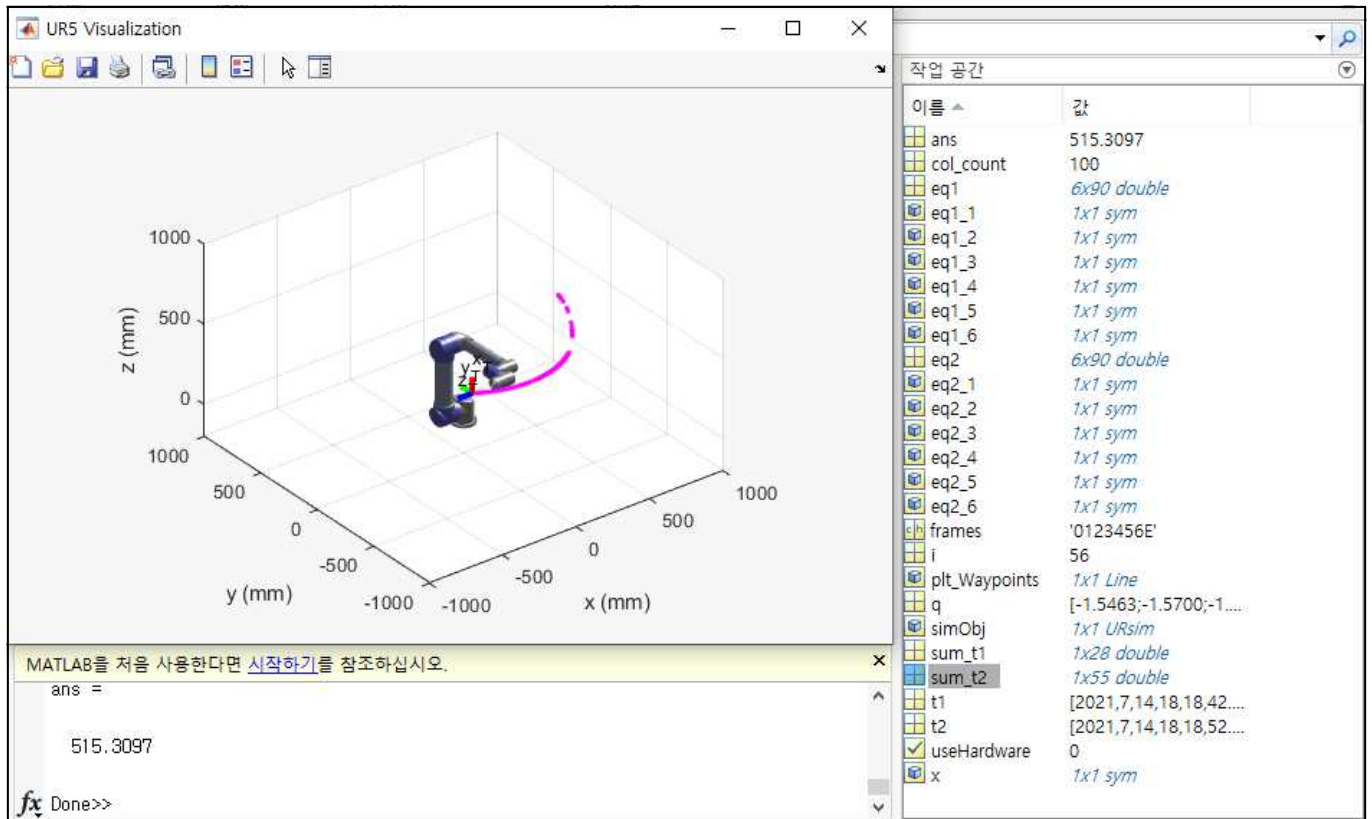 UR5 Visualization
1000
500
0
z (mm)
1000
500
0
-500
-1000
y (mm)
-1000
-500
0
500
1000
x (mm)
x
y
z
T
MATLAB을 처음 사용한다면 시작하기를 참조하십시오.
ans =
515.3097
fx Done>>
작업 공간
이름 값
ans 515.3097
col_count 100
eq1 6x90 double
eq1_1 1x1 sym
eq1_2 1x1 sym
eq1_3 1x1 sym
eq1_4 1x1 sym
eq1_5 1x1 sym
eq1_6 1x1 sym
eq2 6x90 double
eq2_1 1x1 sym
eq2_2 1x1 sym
eq2_3 1x1 sym
eq2_4 1x1 sym
eq2_5 1x1 sym
eq2_6 1x1 sym
ch frames '0123456E'
i 56
plt_Waypoints 1x1 Line
q [-1.5463;-1.5700;-1....
simObj 1x1 URsim
sum_t1 1x28 double
sum_t2 1x55 double
t1 [2021,7,14,18,18,42....
t2 [2021,7,14,18,18,52....
useHardware 0
x 1x1 sym